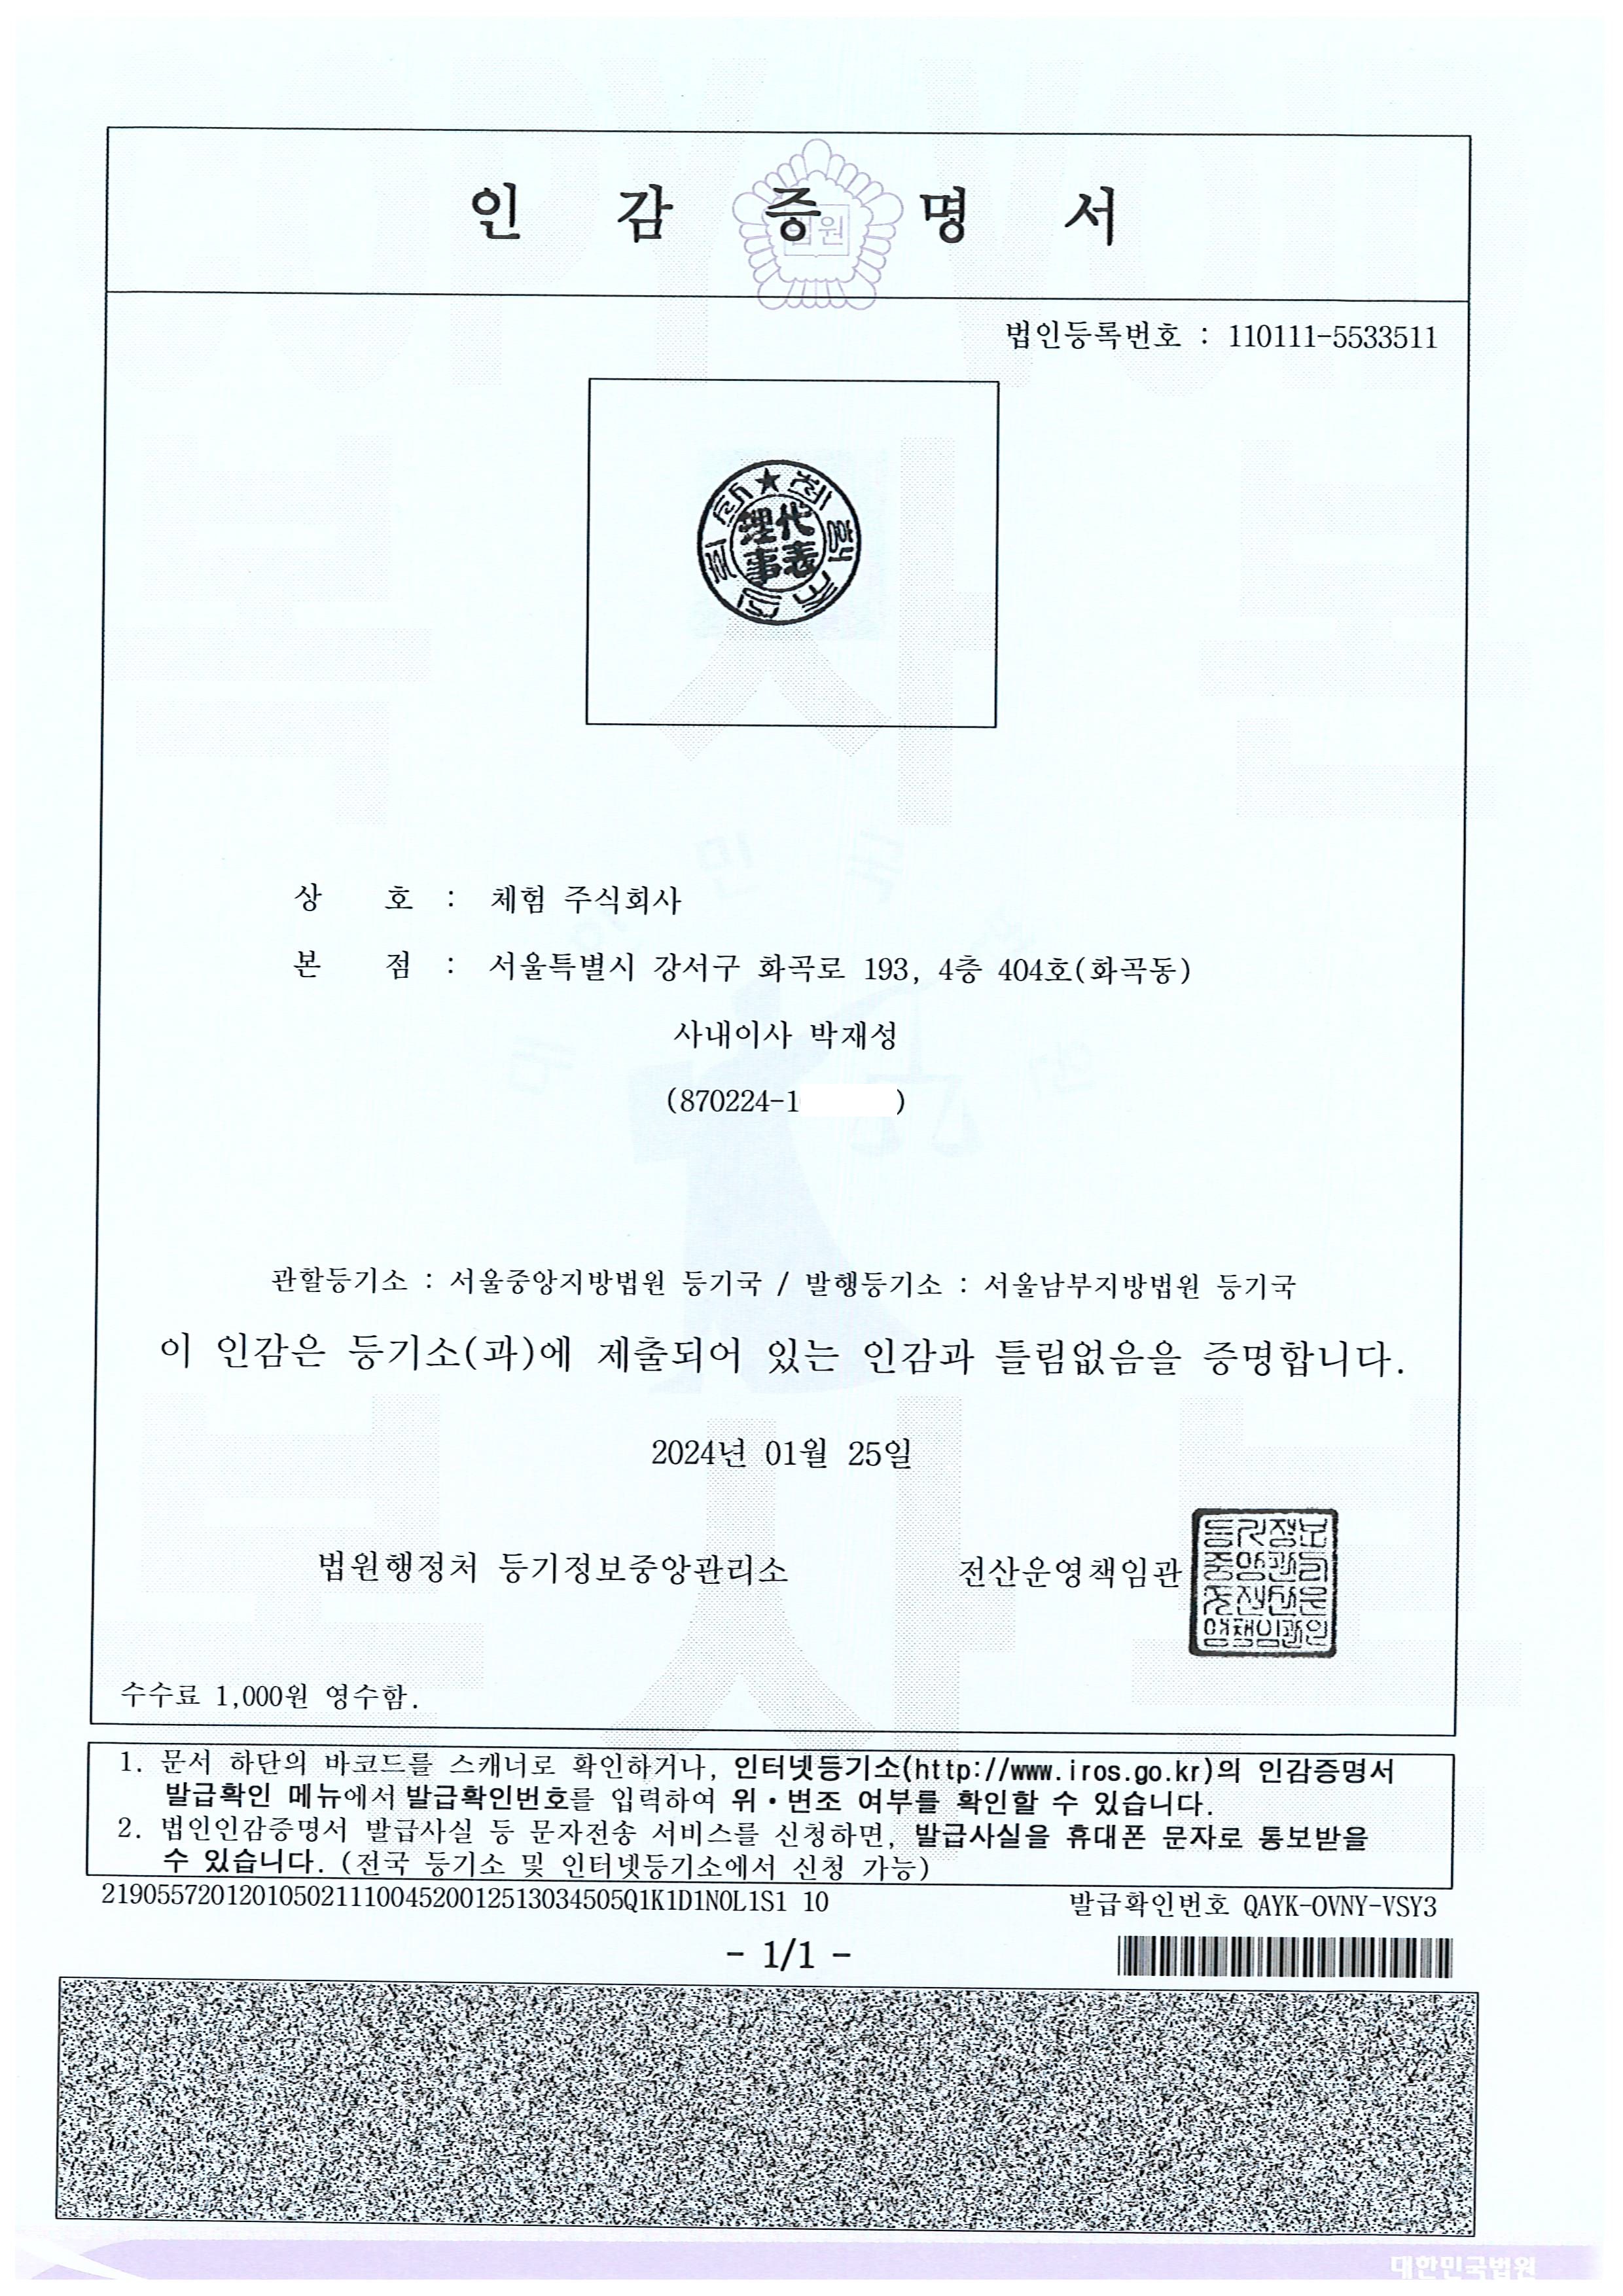 인 감 증 명 서
법원
법인등록번호 : 110111-5533511
代表
理事
상 호 : 체험 주식회사
본 점 : 서울특별시 강서구 화곡로 193, 4층 404호(화곡동)
사내이사 박재성
(870224-1 )
관할등기소 : 서울중앙지방법원 등기국 / 발행등기소 : 서울남부지방법원 등기국
이 인감은 등기소(과)에 제출되어 있는 인감과 틀림없음을 증명합니다.
2024년 01월 25일
법원행정처 등기정보중앙관리소 전산운영책임관
등기정보
중앙관리
소전산운
영책임관인
수수료 1,000원 영수함.
1. 문서 하단의 바코드를 스캐너로 확인하거나, 인터넷등기소(http://www.iros.go.kr)의 인감증명서
발급확인 메뉴에서 발급확인번호를 입력하여 위・변조 여부를 확인할 수 있습니다.
2. 법인인감증명서 발급사실 등 문자전송 서비스를 신청하면, 발급사실을 휴대폰 문자로 통보받을
수 있습니다. (전국 등기소 및 인터넷등기소에서 신청 가능)
21905572012010502111004520012513034505Q1K1D1NOL1S1 10 발급확인번호 QAYK-OVNY-VSY3
- 1/1 -
대한민국법원